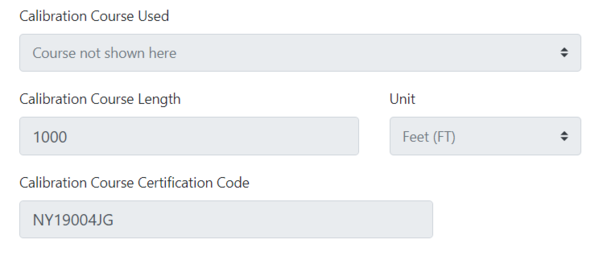 Calibration Course Used
Course not shown here
Calibration Course Length
Unit
1000
Feet (FT)
Calibration Course Certification Code
NY19004JG